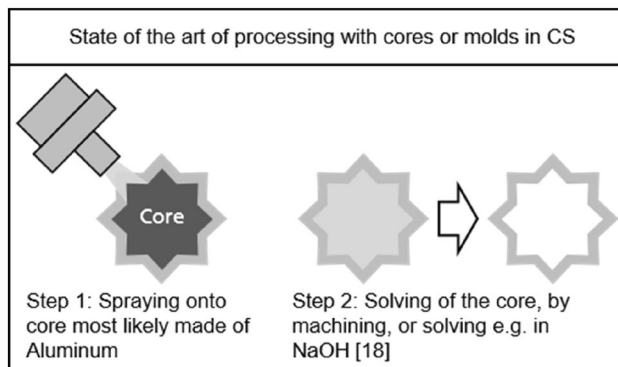 State of the art of processing with cores or molds in CS
Core
Step 1: Spraying onto
core most likely made of
Aluminum
Step 2: Solving of the core, by
machining, or solving e.g. in
NaOH [18]